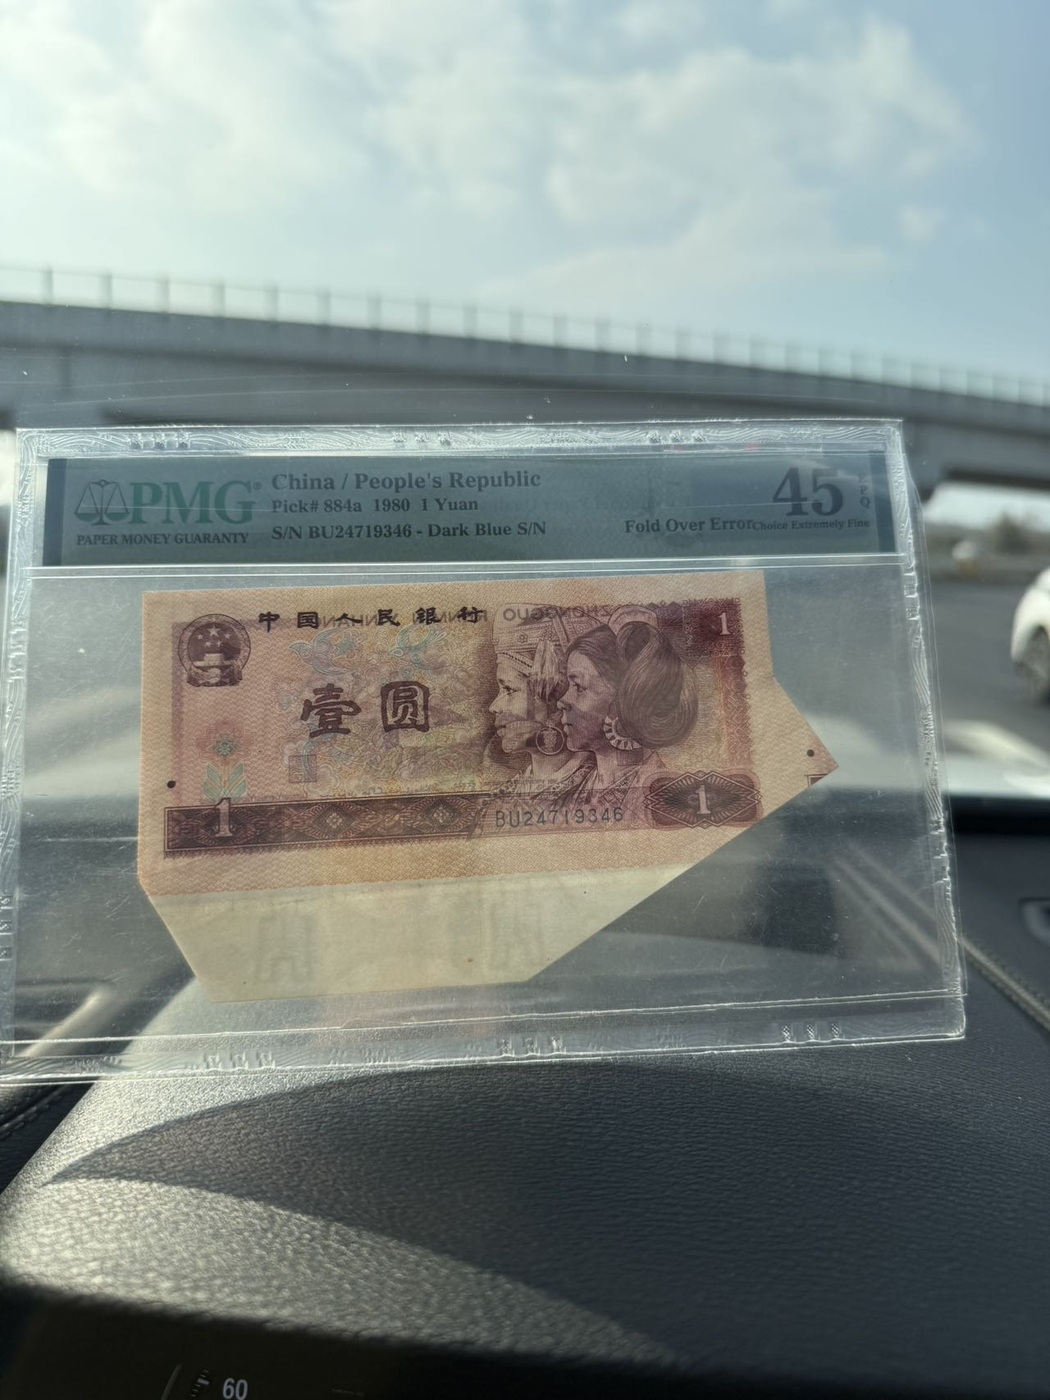 PMG
PAPER MONEY GUARANTY
China / People's Republic
Pick# 884a 1980 1 Yuan
S/N BU24719346 - Dark Blue S/N
45
Fold Over Error Choice Extremely Fine
中国人民银行
1
壹圆
1
BU24719346
1
60